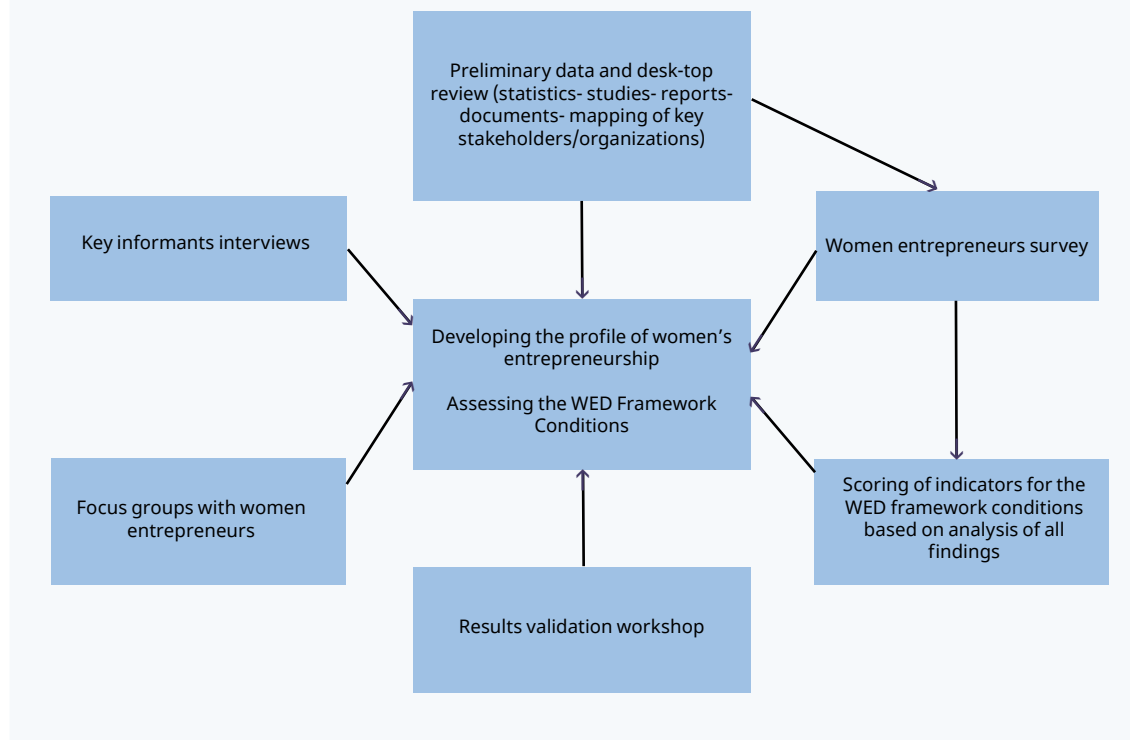 Preliminary data and desk-top
review (statistics- studies- reports-
documents- mapping of key
stakeholders/organizations)
Key informants interviews
Women entrepreneurs survey
Developing the profile of women’s
entrepreneurship
Assessing the WED Framework
Conditions
Focus groups with women
entrepreneurs
Scoring of indicators for the
WED framework conditions
based on analysis of all
findings
Results validation workshop